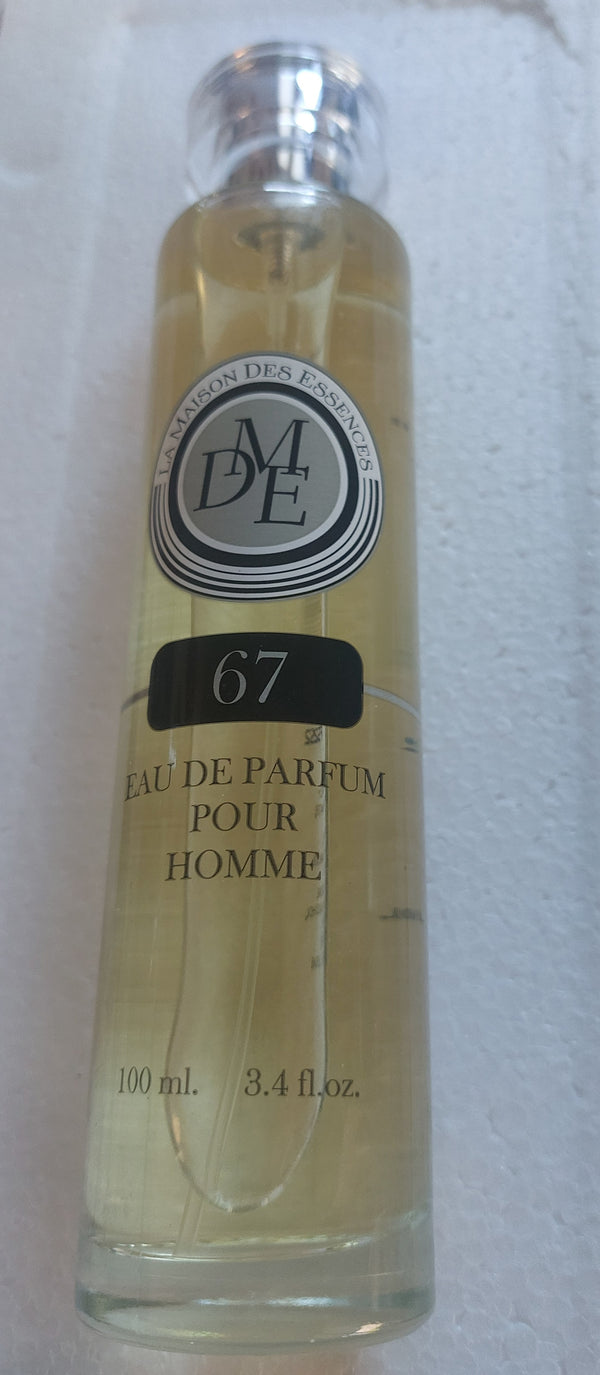 LA MAISON DES ESSENCES
DME
67
EAU DE PARFUM
POUR
HOMME
100 ml. 3.4 fl.oz.